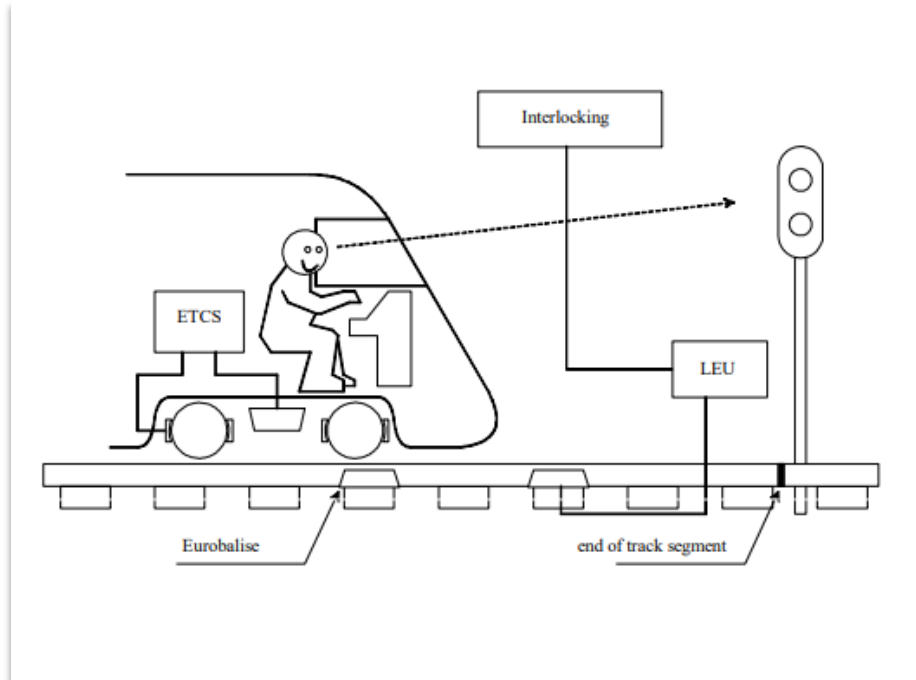 Interlocking
ETCS
LEU
Eurobalise
end of track segment